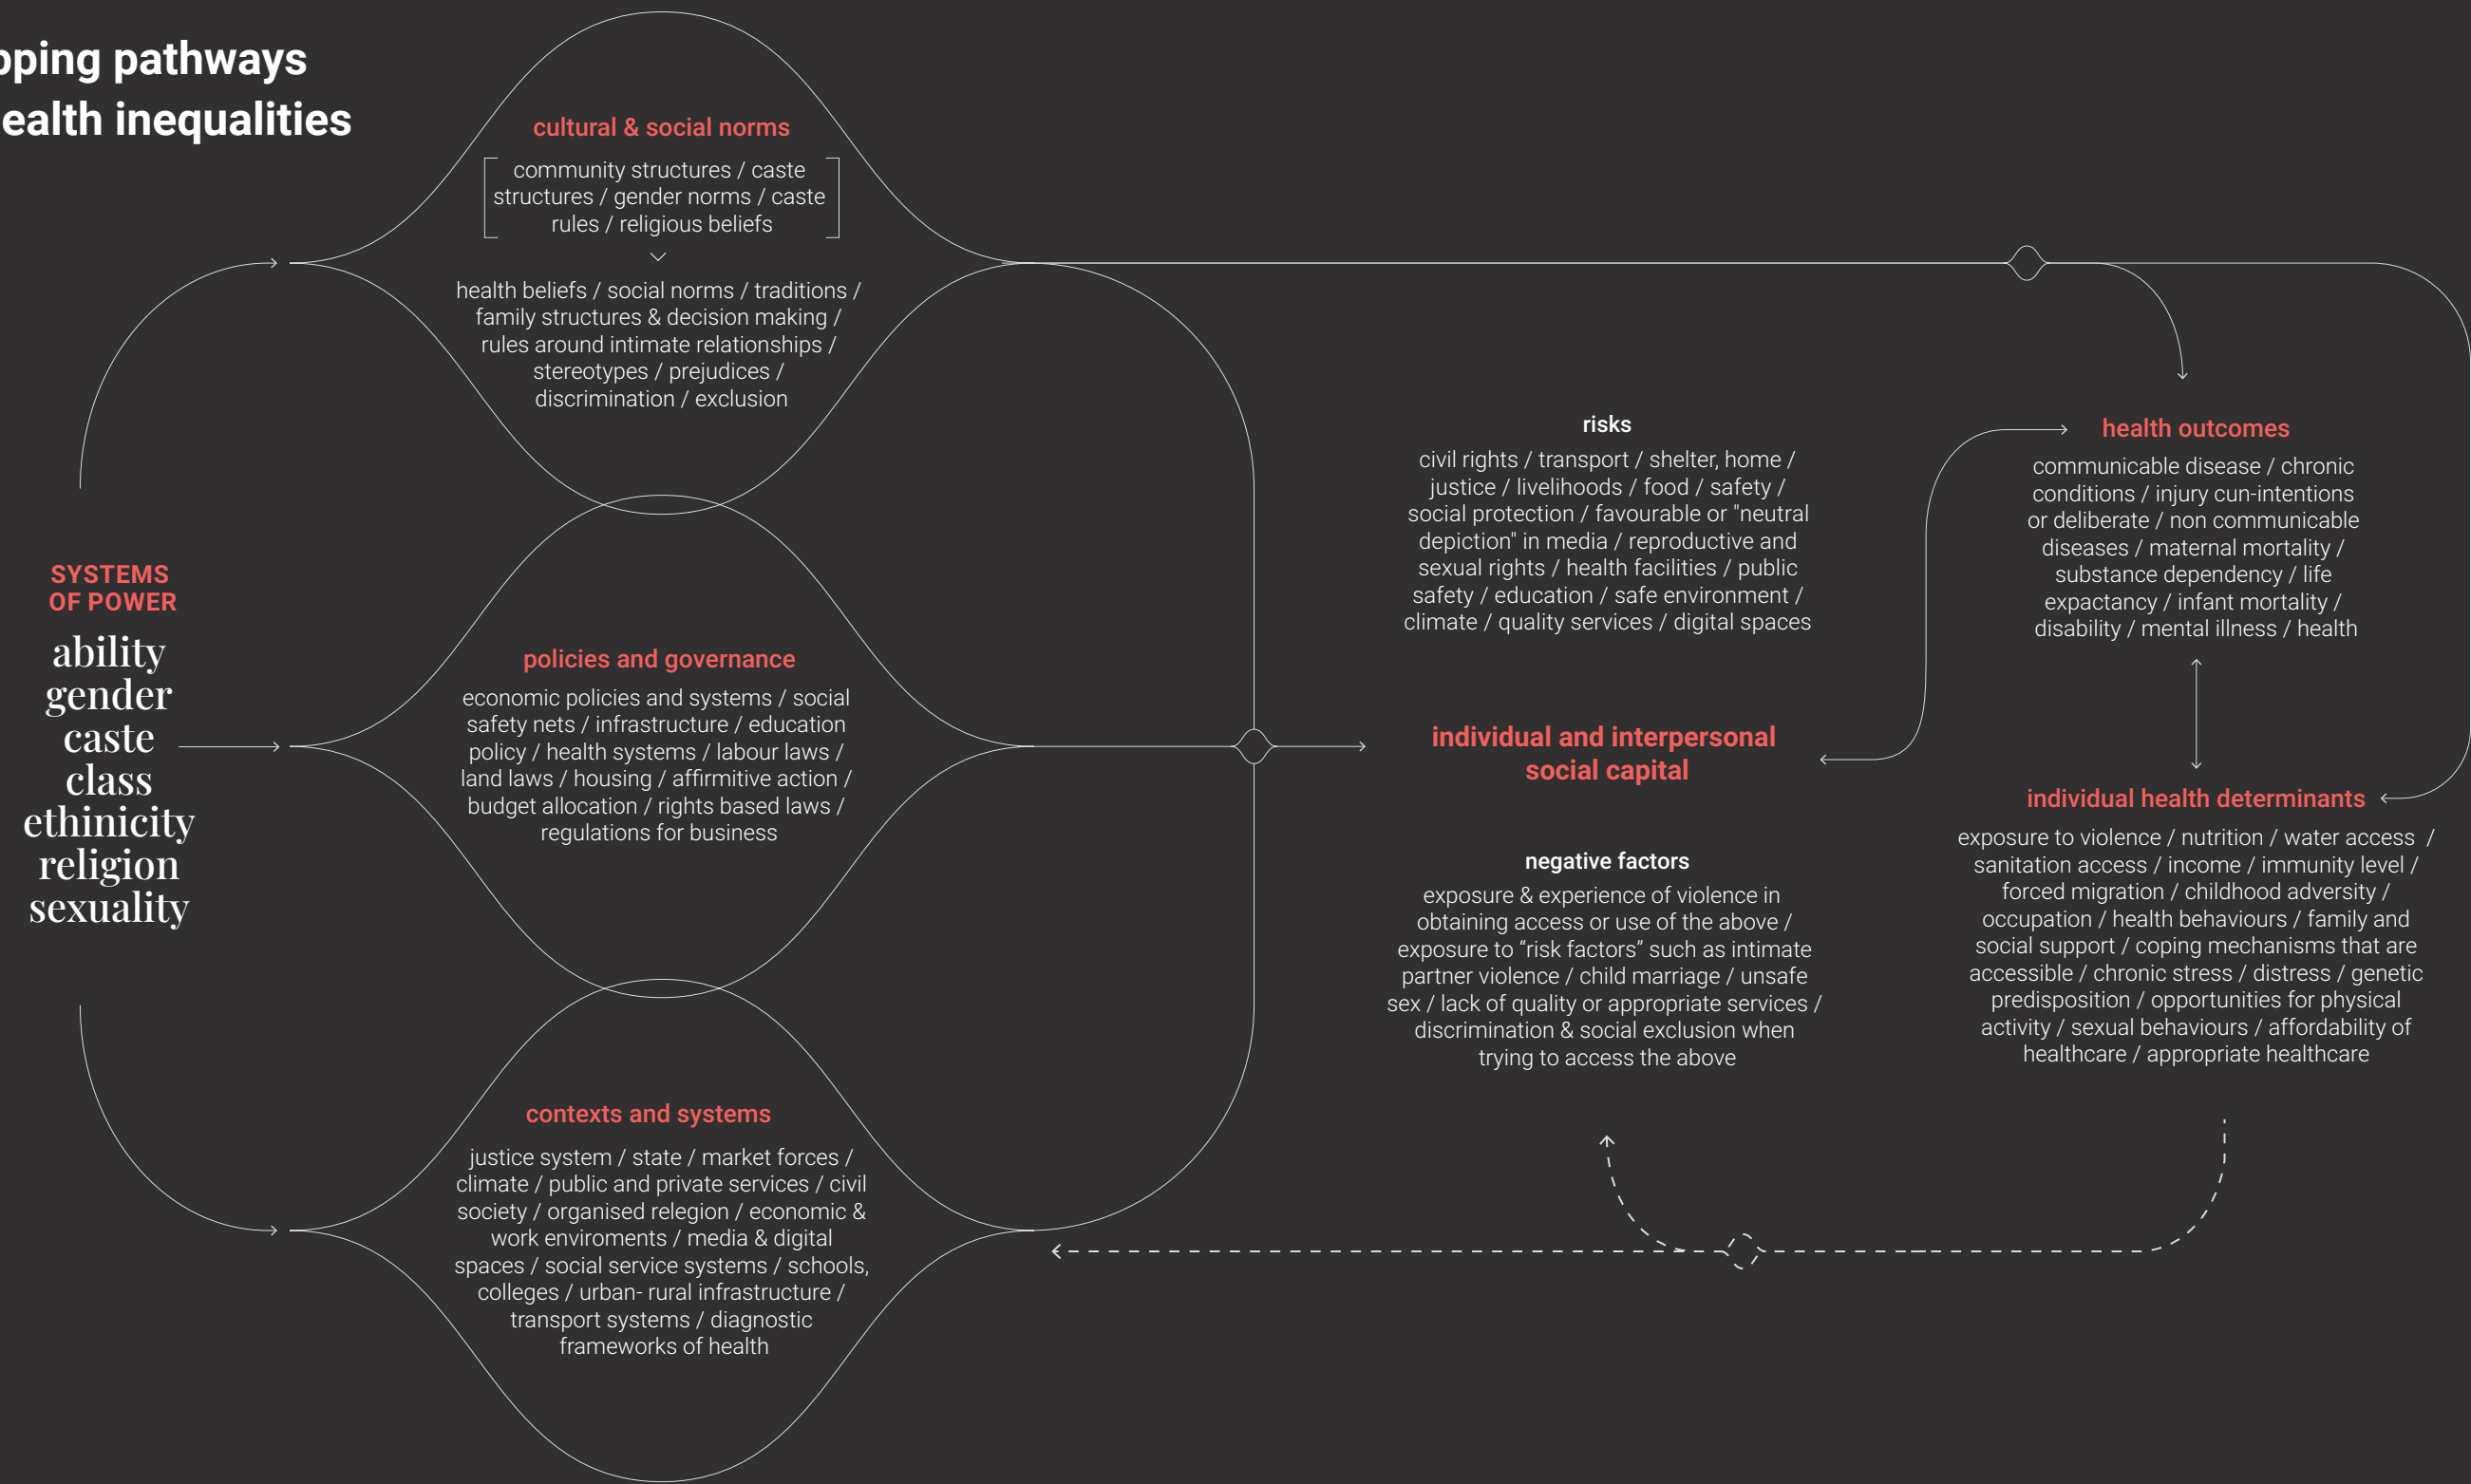 pping pathways
ealth inequalities
cultural & social norms
community structures / caste
structures / gender norms / caste
rules / religious beliefs
health beliefs / social norms / traditions /
family structures & decision making /
rules around intimate relationships /
stereotypes / prejudices /
discrimination / exclusion
SYSTEMS
OF POWER
ability
gender
caste
class
ethinicity
religion
sexuality
policies and governance
economic policies and systems / social
safety nets / infrastructure / education
policy / health systems / labour laws /
land laws / housing / affirmitive action /
budget allocation / rights based laws /
regulations for business
contexts and systems
justice system / state / market forces /
climate / public and private services / civil
society / organised relegion / economic &
work enviroments / media & digital
spaces / social service systems / schools,
colleges / urban- rural infrastructure /
transport systems / diagnostic
frameworks of health
risks
civil rights / transport / shelter, home /
justice / livelihoods / food / safety /
social protection / favourable or "neutral
depiction" in media / reproductive and
sexual rights / health facilities / public
safety / education / safe environment /
climate / quality services / digital spaces
individual and interpersonal
social capital
negative factors
exposure & experience of violence in
obtaining access or use of the above /
exposure to “risk factors” such as intimate
partner violence / child marriage / unsafe
sex / lack of quality or appropriate services /
discrimination & social exclusion when
trying to access the above
health outcomes
communicable disease / chronic
conditions / injury cun-intentions
or deliberate / non communicable
diseases / maternal mortality /
substance dependency / life
expactancy / infant mortality /
disability / mental illness / health
individual health determinants
exposure to violence / nutrition / water access /
sanitation access / income / immunity level /
forced migration / childhood adversity /
occupation / health behaviours / family and
social support / coping mechanisms that are
accessible / chronic stress / distress / genetic
predisposition / opportunities for physical
activity / sexual behaviours / affordability of
healthcare / appropriate healthcare